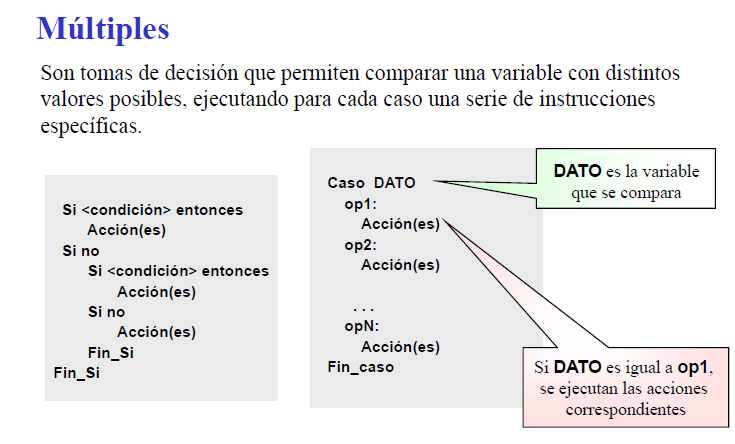 Múltiples
Son tomas de decisión que permiten comparar una variable con distintos
valores posibles, ejecutando para cada caso una serie de instrucciones
específicas.
Si <condición> entonces
Acción(es)
Si no
Si <condición> entonces
Acción(es)
Si no
Acción(es)
Fin_Si
Fin_Si
Caso DATO
op1:
Acción(es)
op2:
Acción(es)
. . .
opN:
Acción(es)
Fin_caso
DATO es la variable
que se compara
Si DATO es igual a op1,
se ejecutan las acciones
correspondientes